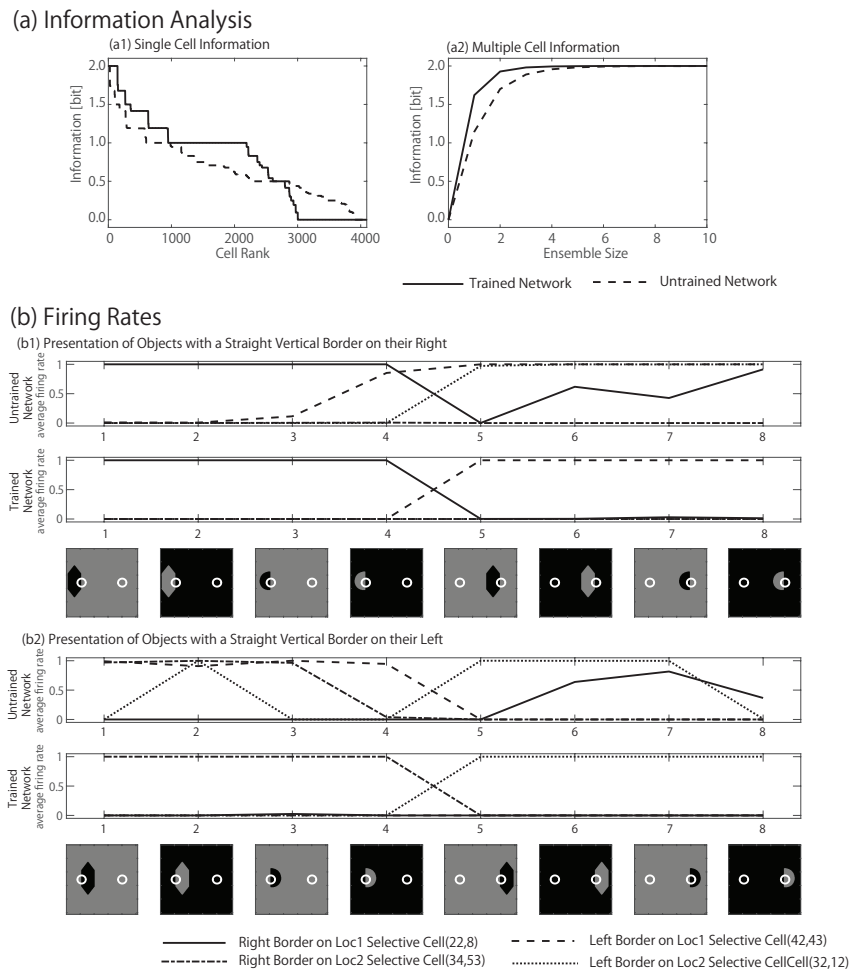 (a) Information Analysis
(a1) Single Cell Information
(a2) Multiple Cell Information
Information [bit]
2.0
1.5
1.0
0.5
0.0
0 1000 2000 3000 4000
Cell Rank
Information [bit]
2.0
1.5
1.0
0.5
0.0
0 2 4 6 8 10
Ensemble Size
Trained Network
Untrained Network
(b) Firing Rates
(b1) Presentation of Objects with a Straight Vertical Border on their Right
Untrained
Network
average firing rate
1
0.5
0
1 2 3 4 5 6 7 8
Trained
Network
average firing rate
1
0.5
0
1 2 3 4 5 6 7 8
(b2) Presentation of Objects with a Straight Vertical Border on their Left
Untrained
Network
average firing rate
1
0.5
0
1 2 3 4 5 6 7 8
Trained
Network
average firing rate
1
0.5
0
1 2 3 4 5 6 7 8
Right Border on Loc1 Selective Cell(22,8)
Left Border on Loc1 Selective Cell(42,43)
Right Border on Loc2 Selective Cell(34,53)
Left Border on Loc2 Selective CellCell(32,12)